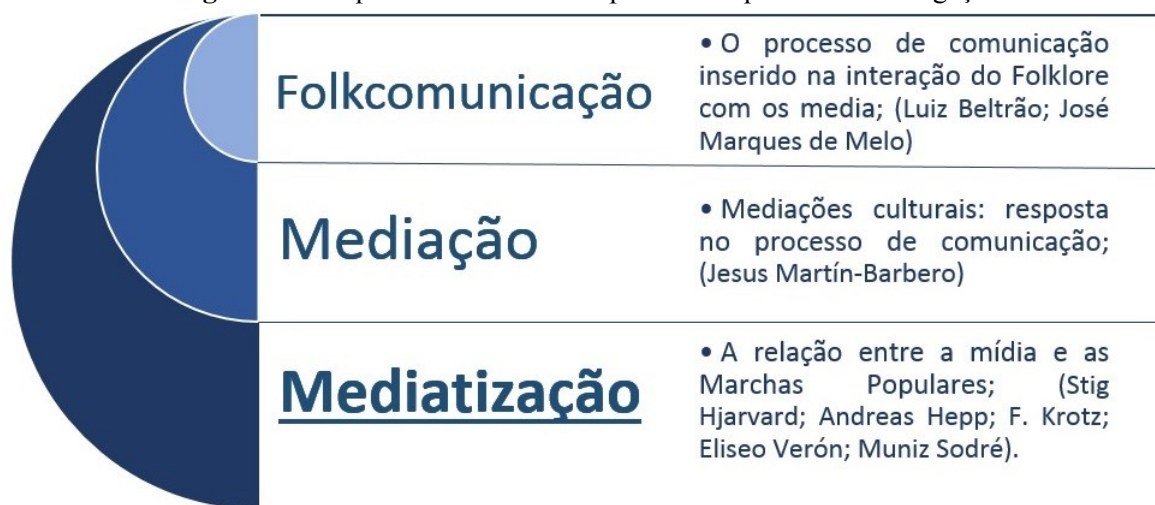 Folkcomunicação
• O processo de comunicação
inserido na interação do Folklore
com os media; (Luiz Beltrão; José
Marques de Melo)
Mediação
• Mediações culturais: resposta
no processo de comunicação;
(Jesus Martín-Barbero)
Mediatização
• A relação entre a mídia e as
Marchas Populares; (Stig
Hjarvard; Andreas Hepp; F. Krotz;
Eliseo Verón; Muniz Sodré).